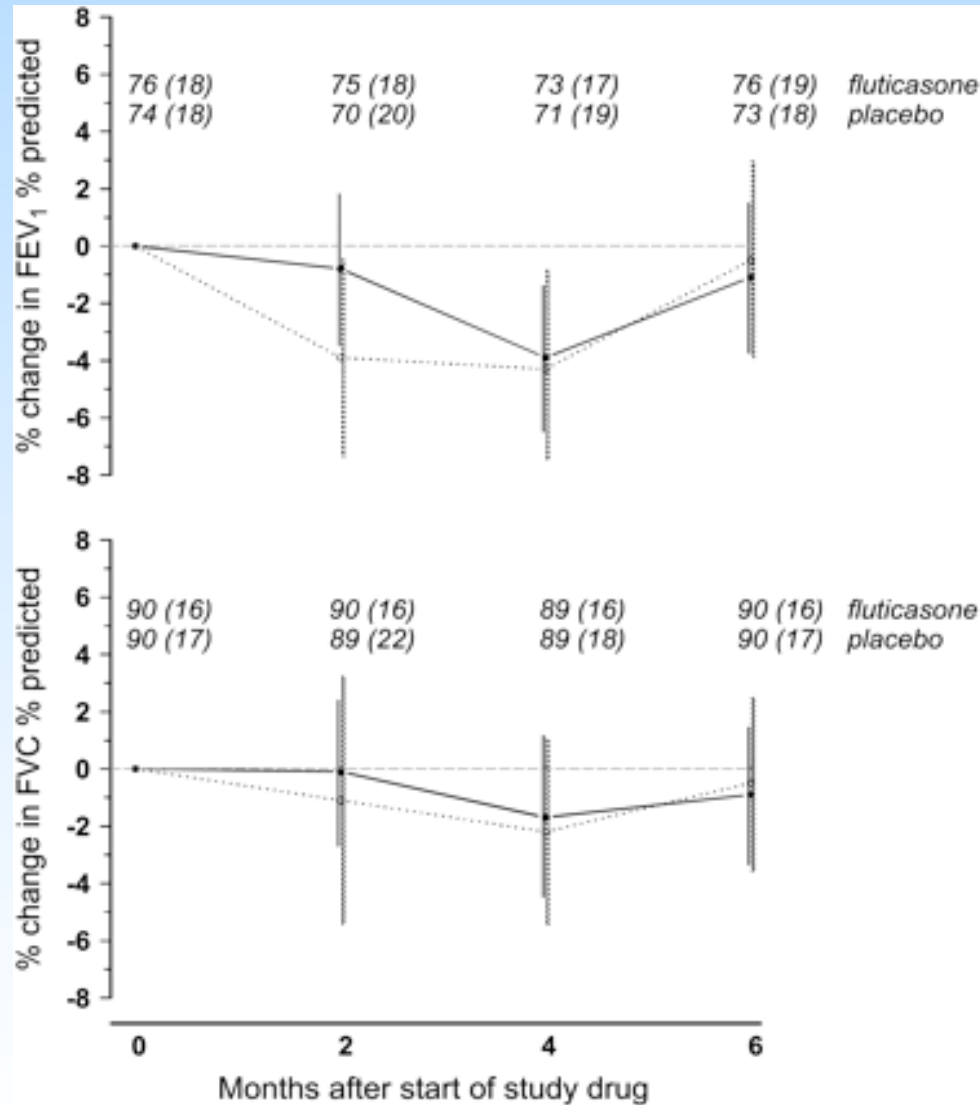 % change in FEV₁ % predicted
8
6
4
2
0
-2
-4
-6
-8
76 (18) 75 (18) 73 (17) 76 (19) fluticasone
74 (18) 70 (20) 71 (19) 73 (18) placebo
% change in FVC % predicted
8
6
4
2
0
-2
-4
-6
-8
90 (16) 90 (16) 89 (16) 90 (16) fluticasone
90 (17) 89 (22) 89 (18) 90 (17) placebo
0 2 4 6
Months after start of study drug